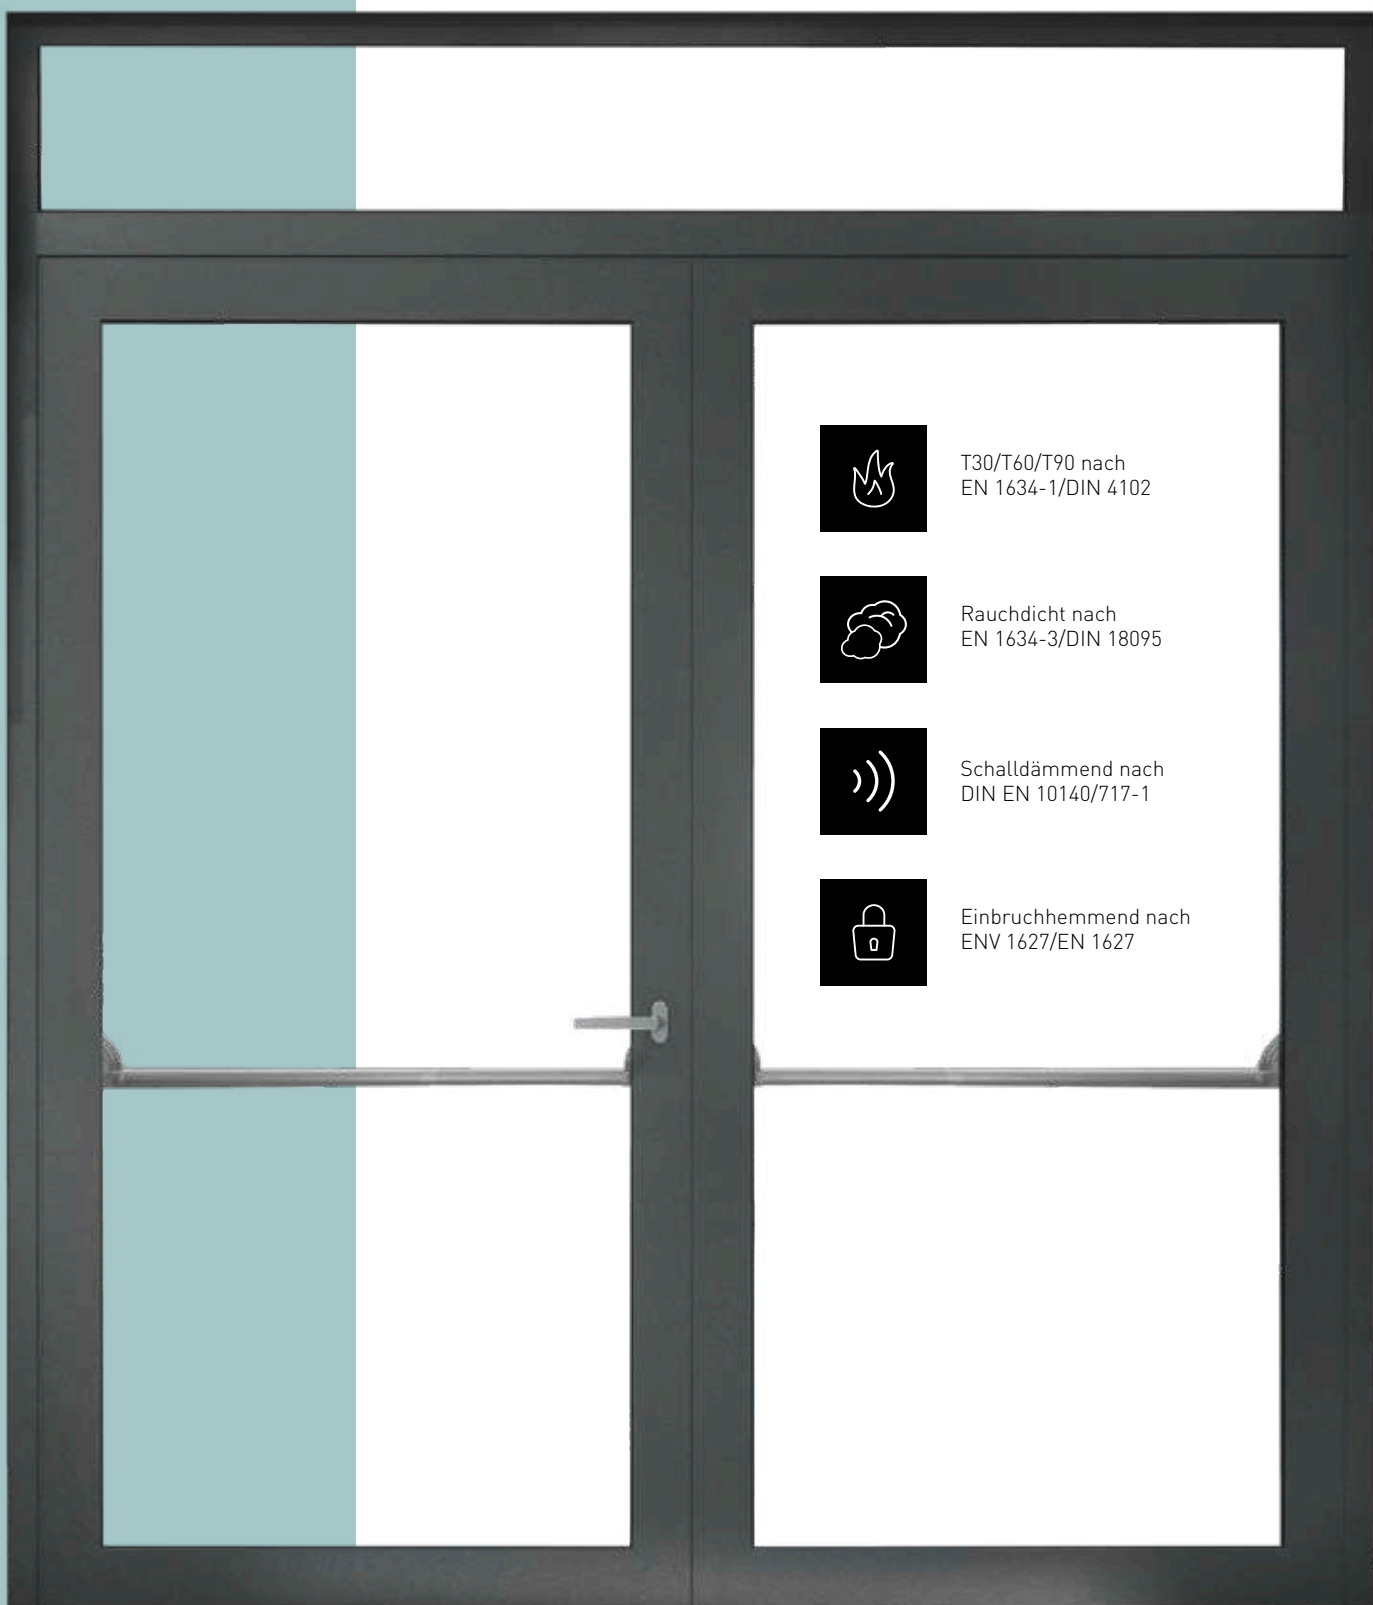 T30/T60/T90 nach
EN 1634-1/DIN 4102
Rauchdicht nach
EN 1634-3/DIN 18095
Schalldämmend nach
DIN EN 10140/717-1
Einbruchhemmend nach
ENV 1627/EN 1627